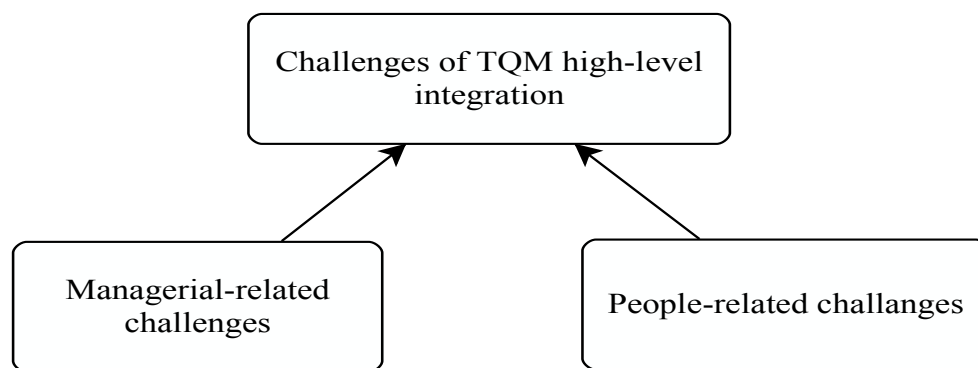 Challenges of TQM high-level
integration
Managerial-related
challenges
People-related challanges